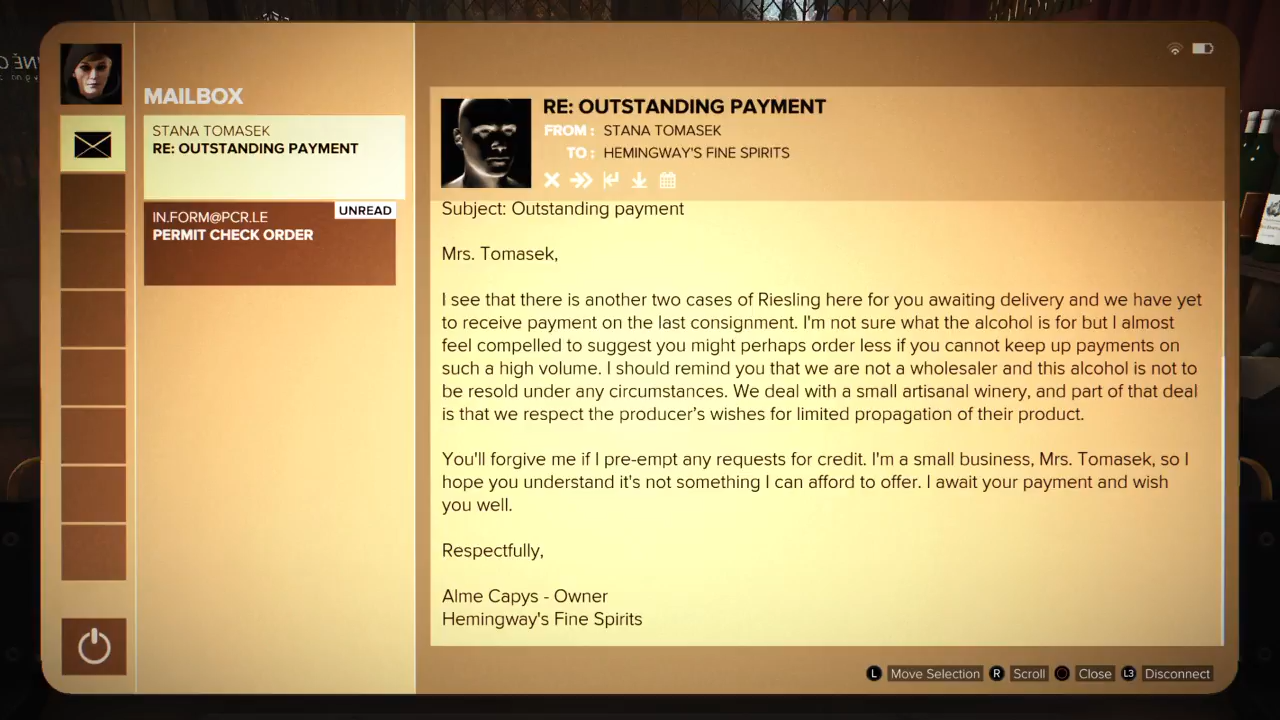 MAILBOX
STANA TOMASEK
RE: OUTSTANDING PAYMENT
IN.FORM@PCR.LE
UNREAD
PERMIT CHECK ORDER
RE: OUTSTANDING PAYMENT
FROM : STANA TOMASEK
TO : HEMINGWAY'S FINE SPIRITS
Subject: Outstanding payment
Mrs. Tomasek,
I see that there is another two cases of Riesling here for you awaiting delivery and we have yet
to receive payment on the last consignment. I'm not sure what the alcohol is for but I almost
feel compelled to suggest you might perhaps order less if you cannot keep up payments on
such a high volume. I should remind you that we are not a wholesaler and this alcohol is not to
be resold under any circumstances. We deal with a small artisanal winery, and part of that deal
is that we respect the producer’s wishes for limited propagation of their product.
You'll forgive me if I pre-empt any requests for credit. I'm a small business, Mrs. Tomasek, so I
hope you understand it's not something I can afford to offer. I await your payment and wish
you well.
Respectfully,
Alme Capys - Owner
Hemingway's Fine Spirits
L Move Selection R Scroll Close L3 Disconnect